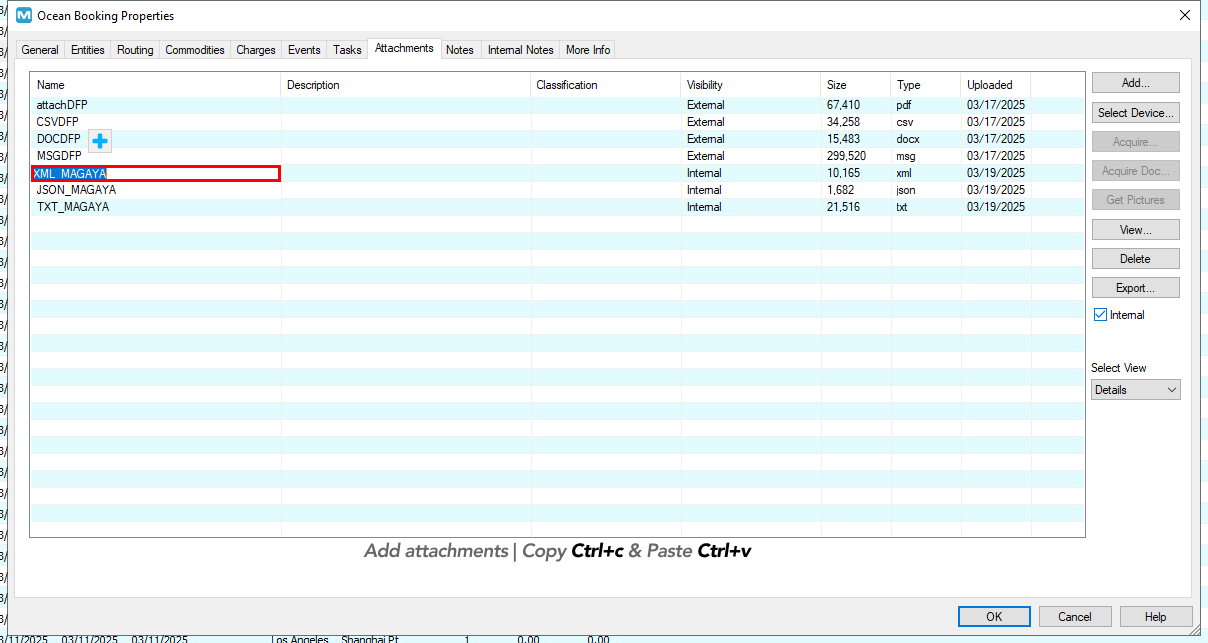 Ocean Booking Properties
General Entities Routing Commodities Charges Events Tasks Attachments Notes Internal Notes More Info
Name Description Classification Visibility Size Type Uploaded
attachDFP External 67,410 pdf 03/17/2025
CSVDFP External 34,258 csv 03/17/2025
DOCDFP External 15,483 docx 03/17/2025
MSGDFP External 299,520 msg 03/17/2025
XML_MAGAYA Internal 10,165 xml 03/19/2025
JSON_MAGAYA Internal 1,682 json 03/19/2025
TXT_MAGAYA Internal 21,516 txt 03/19/2025
Add...
Select Device...
Acquire...
Acquire Doc...
Get Pictures
View...
Delete
Export...
Internal
Select View
Details
Add attachments | Copy Ctrl+c & Paste Ctrl+v
OK Cancel Help
3/11/2025 03/11/2025 03/11/2025 Los Angeles Shanghai Pt 1 0.00 0.00